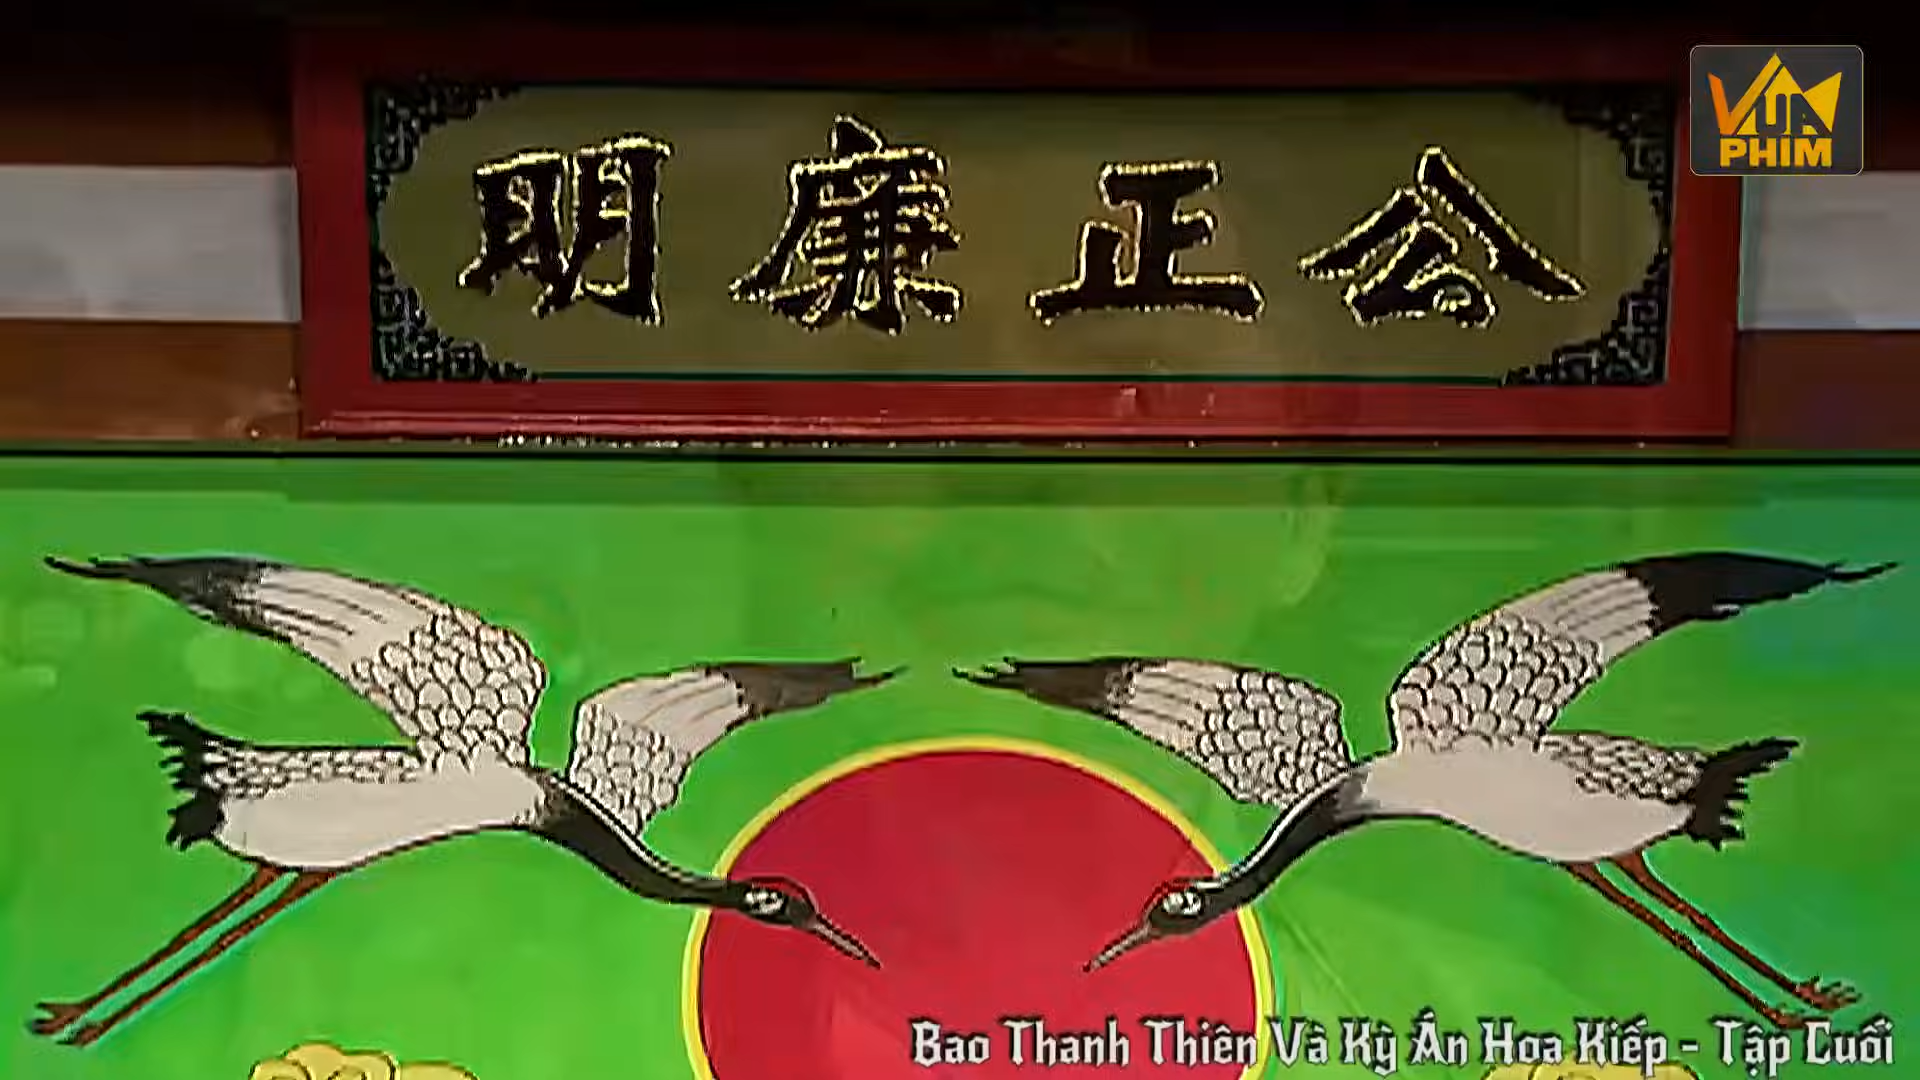 明廉正公
VUA
PHIM
Bao Thanh Thiên Và Kỳ Án Hoa Kiếp - Tập Cuối